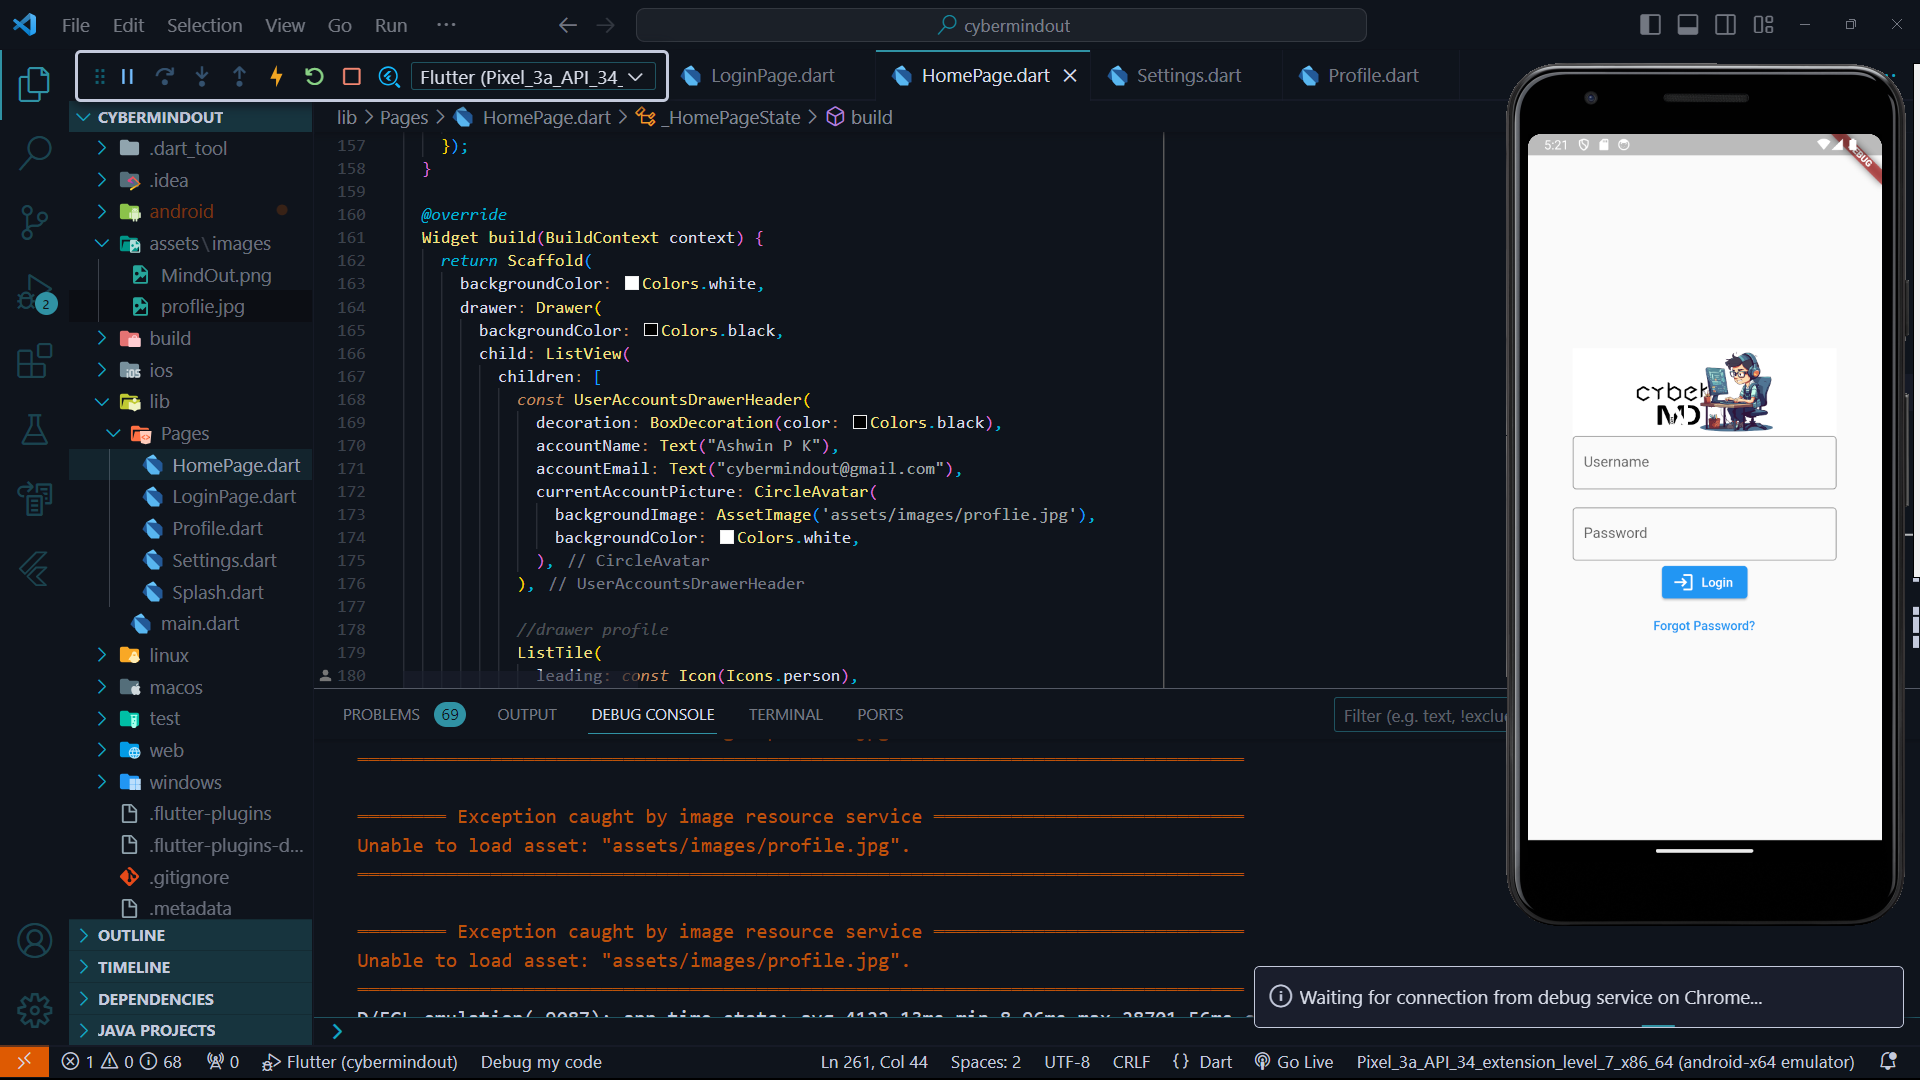 File Edit Selection View Go Run ···
cybermindout
Flutter (Pixel_3a_API_34_
LoginPage.dart
HomePage.dart
Settings.dart
Profile.dart
CYBERMINDOUT
.dart_tool
.idea
android
assets\images
MindOut.png
proflie.jpg
build
ios
lib
Pages
HomePage.dart
LoginPage.dart
Profile.dart
Settings.dart
Splash.dart
main.dart
linux
macos
test
web
windows
.flutter-plugins
.flutter-plugins-d...
.gitignore
.metadata
OUTLINE
TIMELINE
DEPENDENCIES
JAVA PROJECTS
2
lib > Pages > HomePage.dart > _HomePageState > build
157 });
158 }
159
160 @override
161 Widget build(BuildContext context) {
162 return Scaffold(
163 backgroundColor: Colors.white,
164 drawer: Drawer(
165 backgroundColor: Colors.black,
166 child: ListView(
167 children: [
168 const UserAccountsDrawerHeader(
169 decoration: BoxDecoration(color: Colors.black),
170 accountName: Text("Ashwin P K"),
171 accountEmail: Text("cybermindout@gmail.com"),
172 currentAccountPicture: CircleAvatar(
173 backgroundImage: AssetImage('assets/images/proflie.jpg'),
174 backgroundColor: Colors.white,
175 ), // CircleAvatar
176 ), // UserAccountsDrawerHeader
177
178 //drawer profile
179 ListTile(
180 leading: const Icon(Icons.person),
PROBLEMS 69 OUTPUT DEBUG CONSOLE TERMINAL PORTS
Filter (e.g. text, !exclu
Exception caught by image resource service
Unable to load asset: "assets/images/profile.jpg".
Exception caught by image resource service
Unable to load asset: "assets/images/profile.jpg".
Waiting for connection from debug service on Chrome...
5:21
DEBUG
Username
Password
Login
Forgot Password?
1 0 68 0 Flutter (cybermindout) Debug my code
Ln 261, Col 44 Spaces: 2 UTF-8 CRLF {} Dart Go Live Pixel_3a_API_34_extension_level_7_x86_64 (android-x64 emulator)